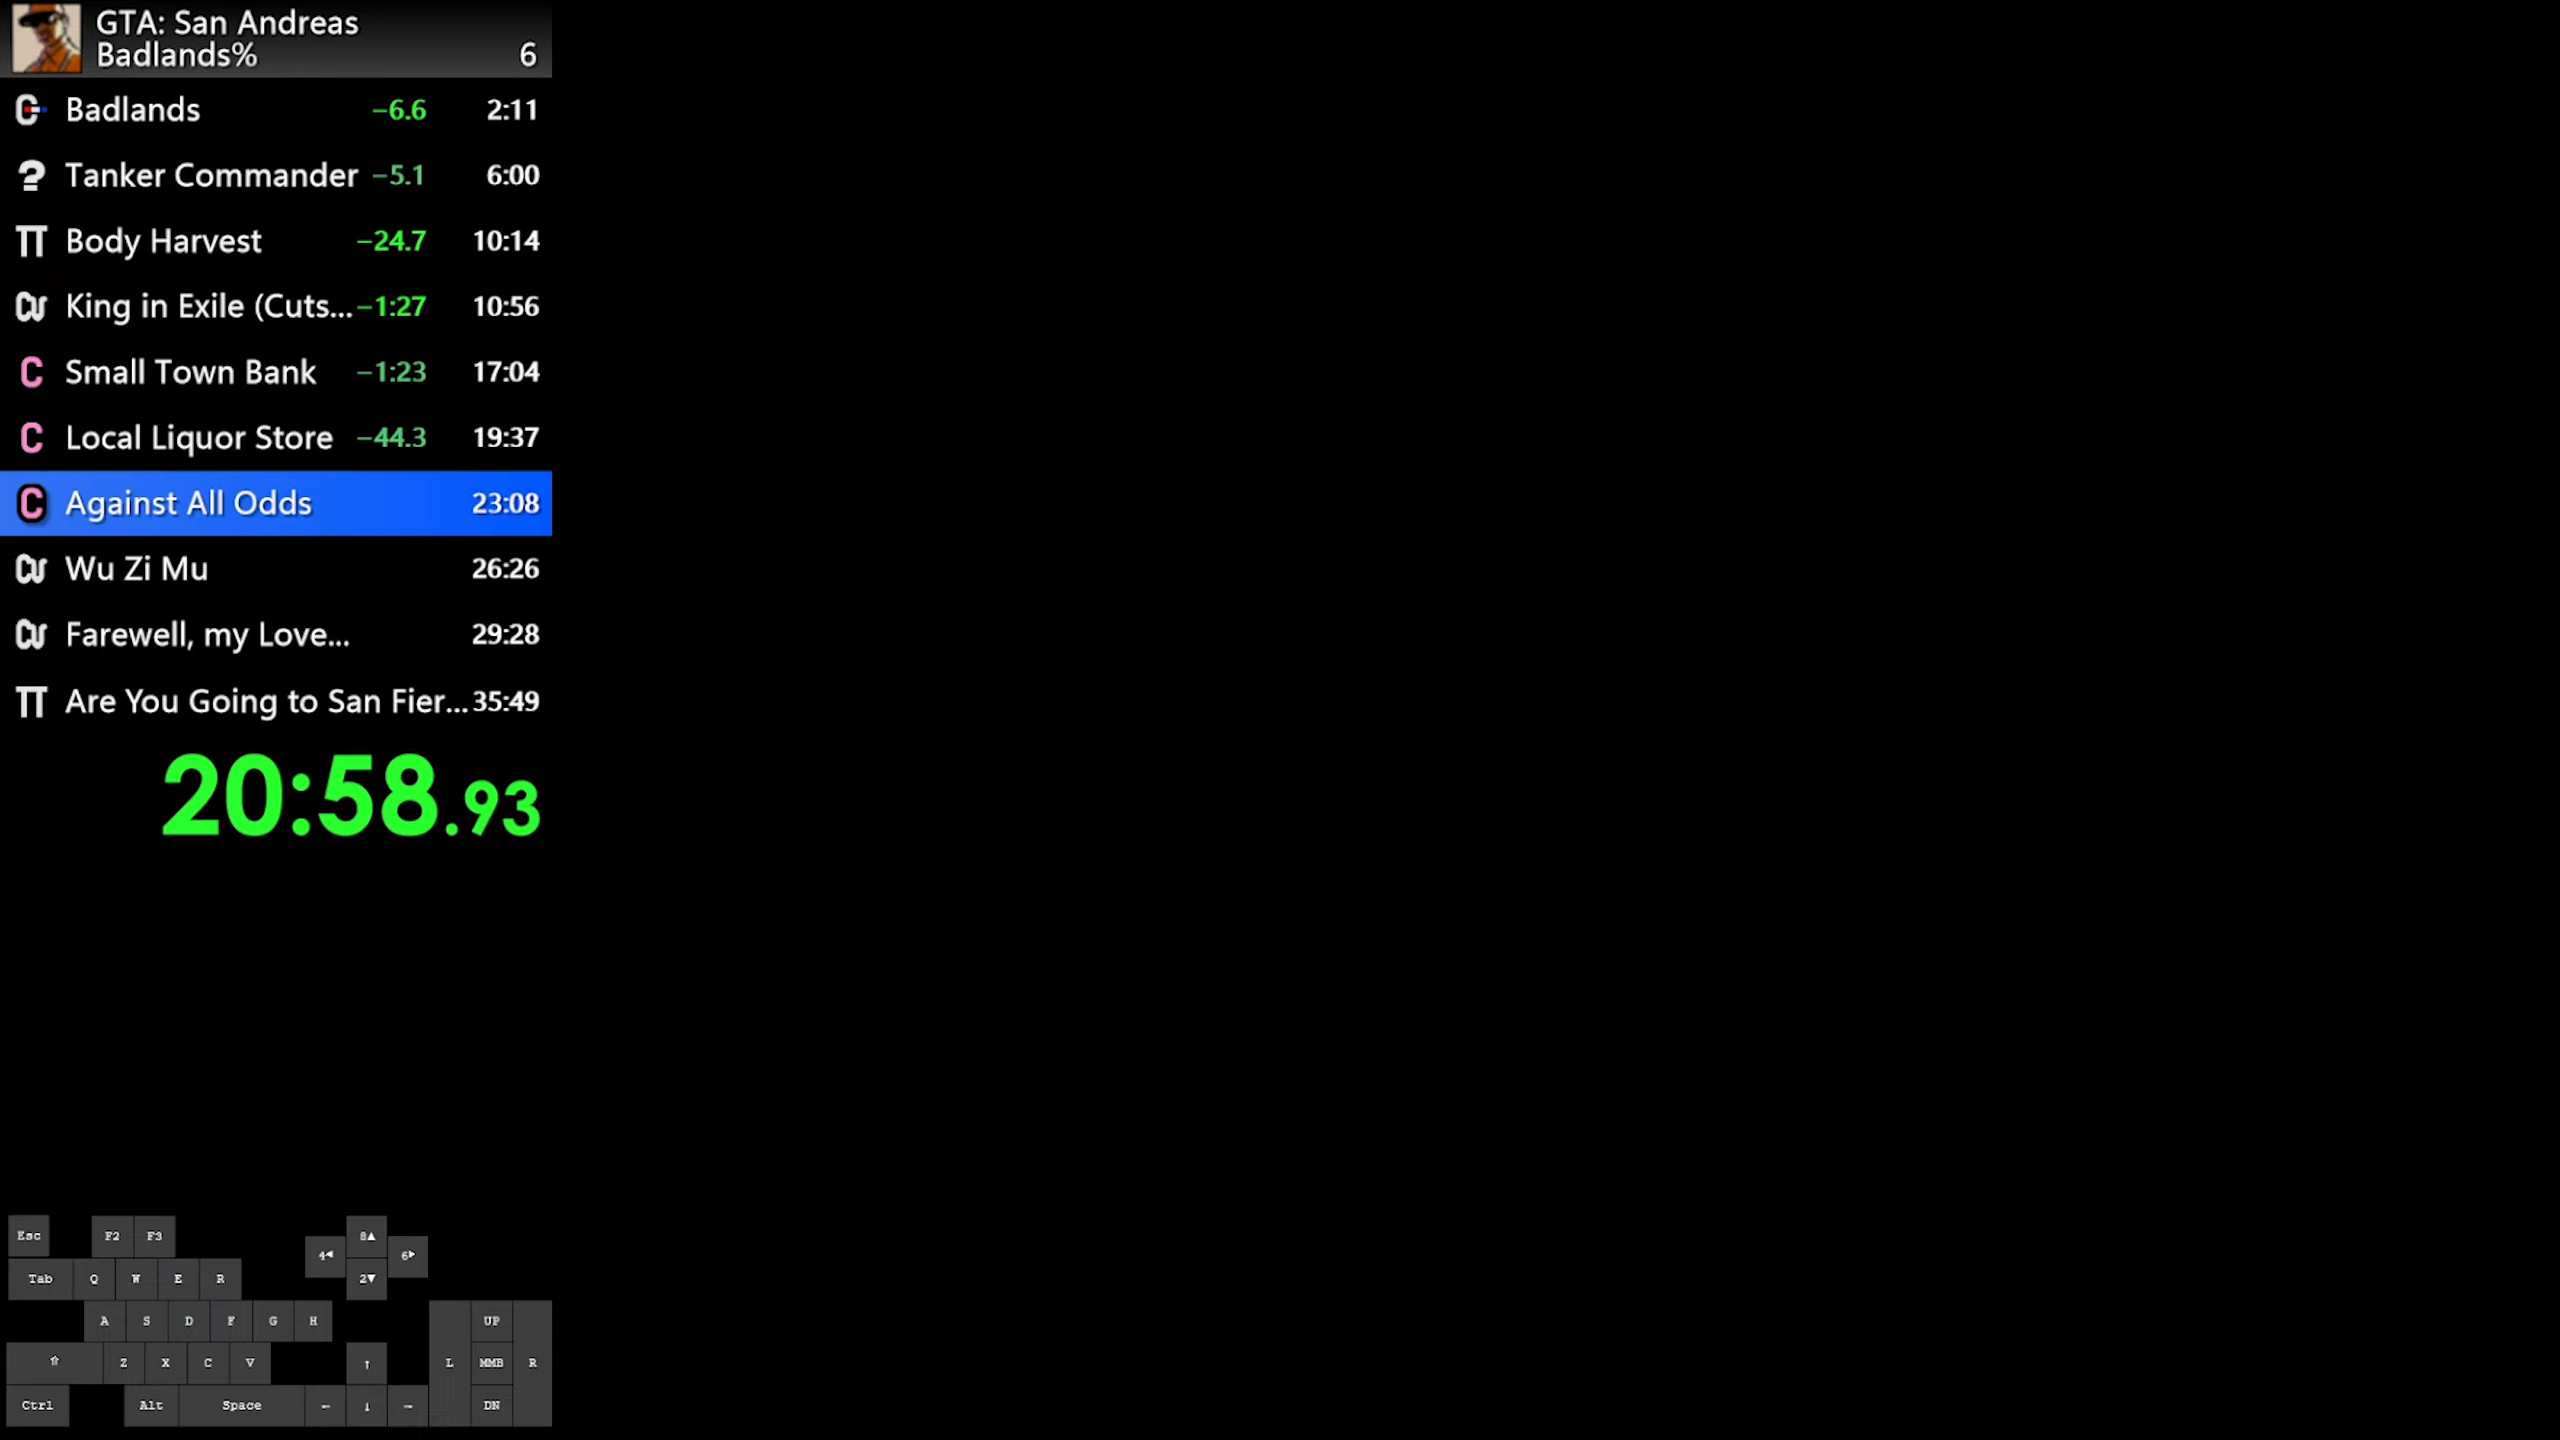 GTA: San Andreas
Badlands% 6
Badlands −6.6 2:11
? Tanker Commander −5.1 6:00
Body Harvest −24.7 10:14
King in Exile (Cuts... −1:27 10:56
C Small Town Bank −1:23 17:04
C Local Liquor Store −44.3 19:37
C Against All Odds 23:08
Wu Zi Mu 26:26
Farewell, my Love... 29:28
Are You Going to San Fier... 35:49
20:58.93
Esc F2 F3 8▲
4◄ 6►
Tab Q W E R 2▼
A S D F G H UP
⇧ Z X C V ↑ L MMB R
Ctrl Alt Space ← ↓ → DN